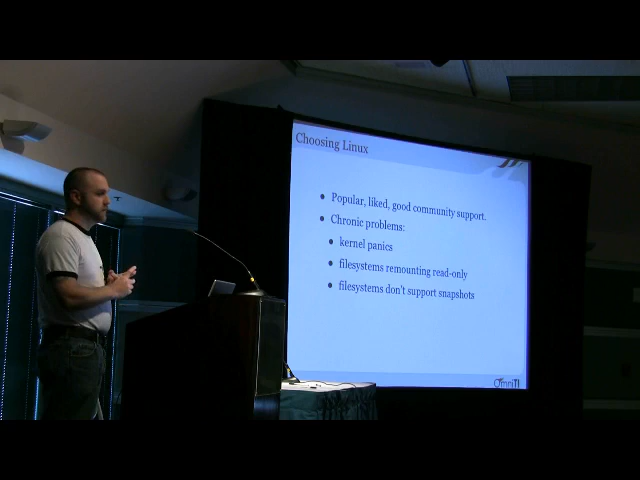 Choosing Linux
Popular, liked, good community support.
Chronic problems:
kernel panics
filesystems remounting read-only
filesystems don't support snapshots
OmniTI